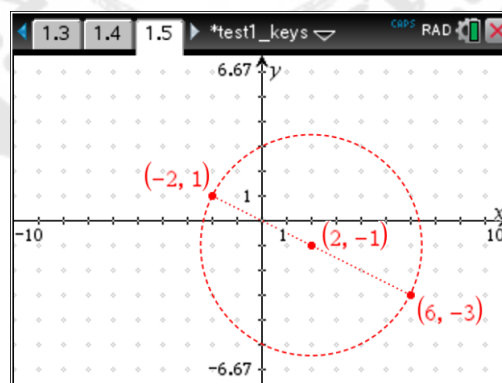 1.3 1.4 1.5 *test1_keys CAPS RAD
6.67 y
(-2, 1)
1
x
-10 1 (2, -1) 10
(6, -3)
-6.67